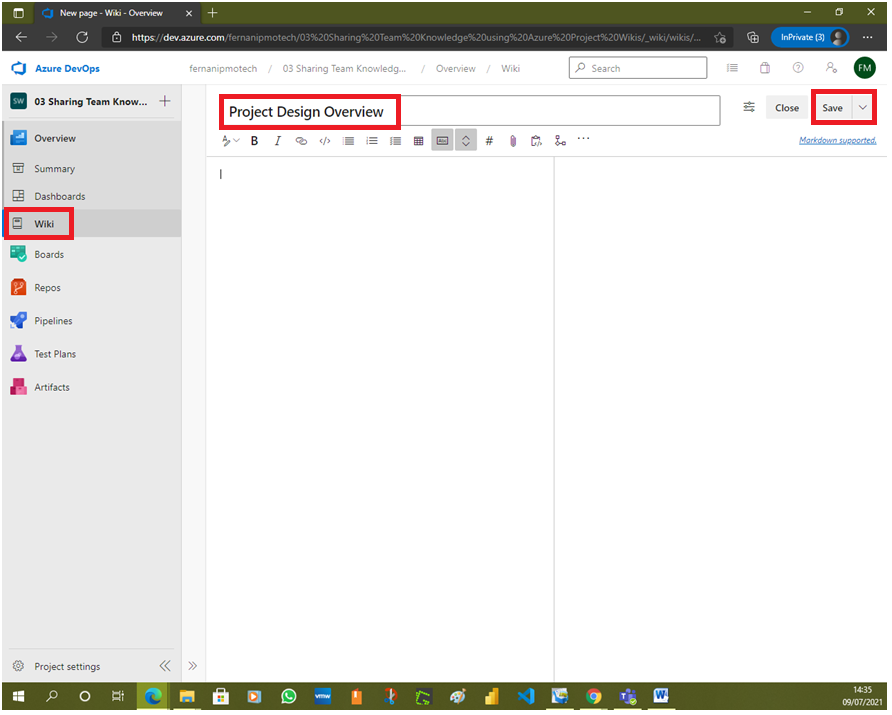 New page - Wiki - Overview
https://dev.azure.com/fernanipmotech/03%20Sharing%20Team%20Knowledge%20using%20Azure%20Project%20Wikis/_wiki/wikis/...
InPrivate (3)
Azure DevOps
fernanipmotech / 03 Sharing Team Knowledg... / Overview / Wiki
Search
FM
SW 03 Sharing Team Know...
Project Design Overview
Close
Save
Markdown supported.
B I </> Abc # ...
Overview
Summary
Dashboards
Wiki
Boards
Repos
Pipelines
Test Plans
Artifacts
Project settings
vmw
14:35
09/07/2021